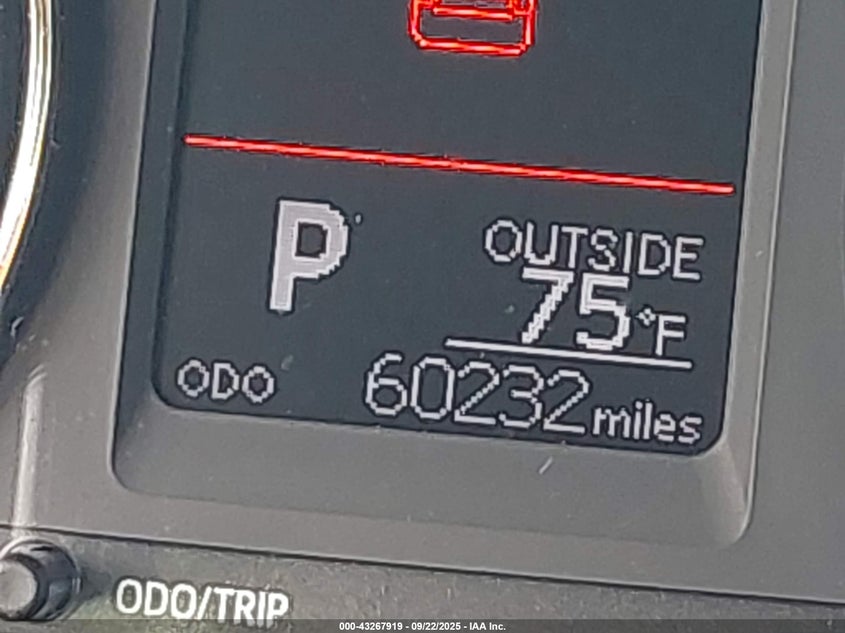 P
OUTSIDE
75°F
ODO 60232 miles
ODO/TRIP
000-43267919 - 09/22/2025 - IAA Inc.